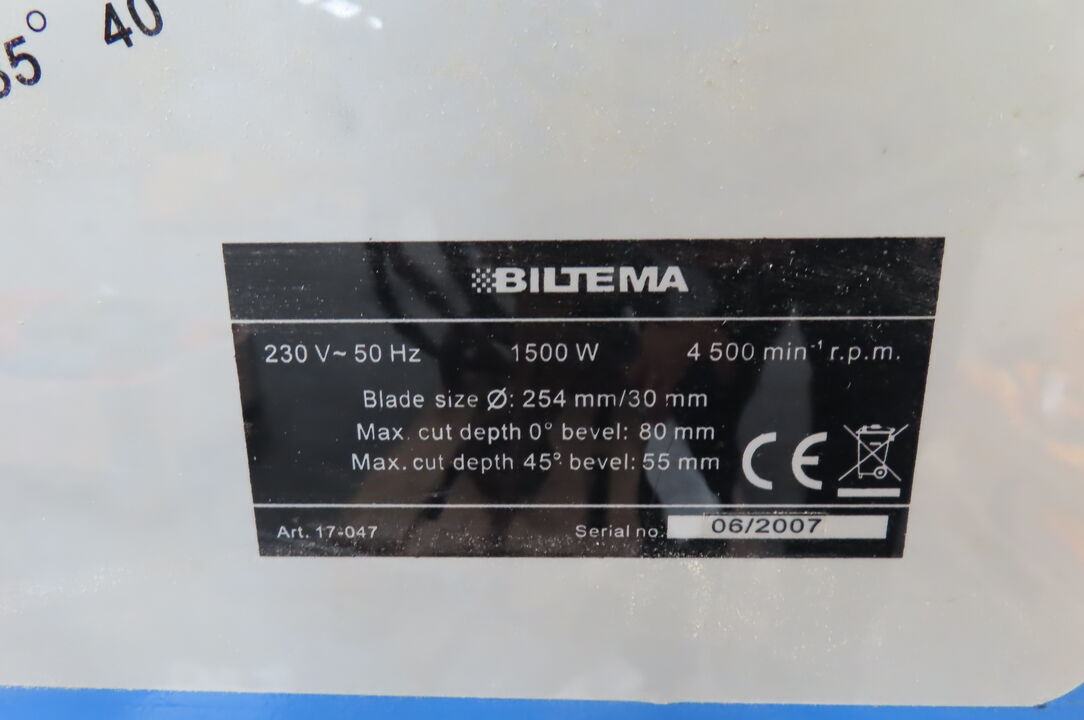 35° 40
BILTEMA
230 V~ 50 Hz 1500 W 4 500 min⁻¹ r.p.m.
Blade size Ø: 254 mm/30 mm
Max. cut depth 0° bevel: 80 mm
Max. cut depth 45° bevel: 55 mm
CE
Art. 17-047 Serial no. 06/2007